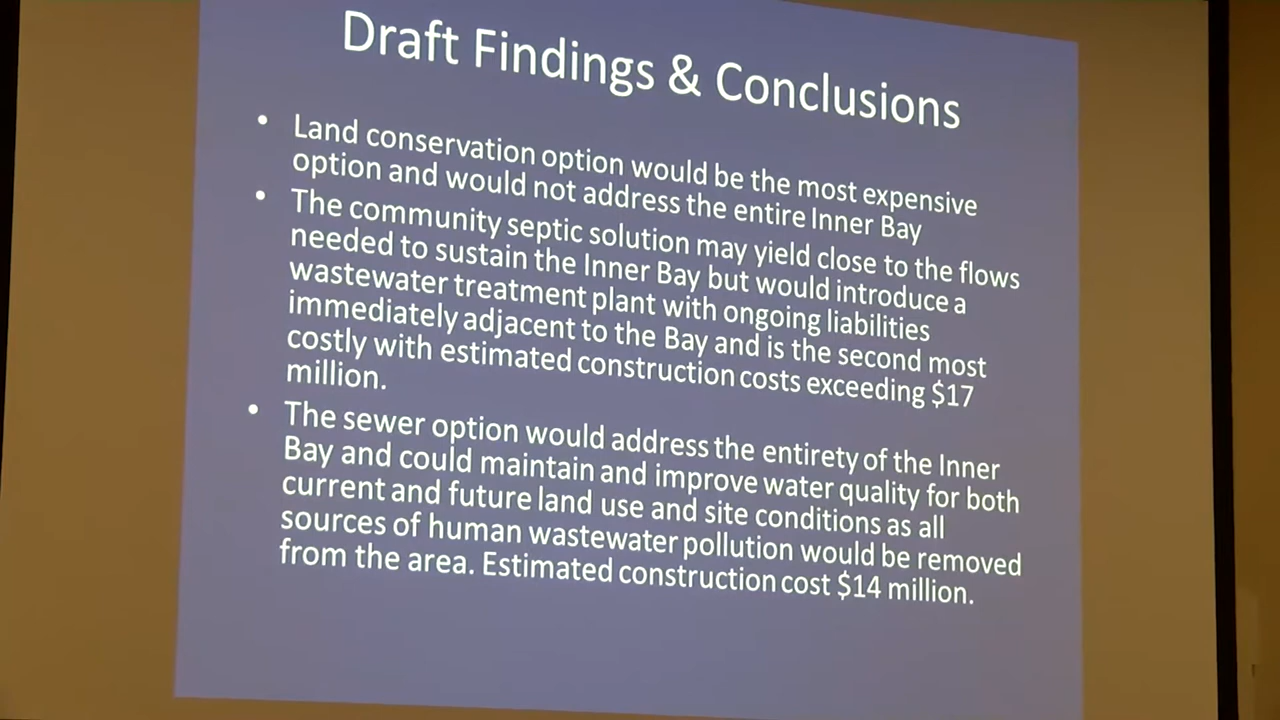 Draft Findings & Conclusions
• Land conservation option would be the most expensive
option and would not address the entire Inner Bay
• The community septic solution may yield close to the flows
needed to sustain the Inner Bay but would introduce a
wastewater treatment plant with ongoing liabilities
immediately adjacent to the Bay and is the second most
costly with estimated construction costs exceeding $17
million.
• The sewer option would address the entirety of the Inner
Bay and could maintain and improve water quality for both
current and future land use and site conditions as all
sources of human wastewater pollution would be removed
from the area. Estimated construction cost $14 million.